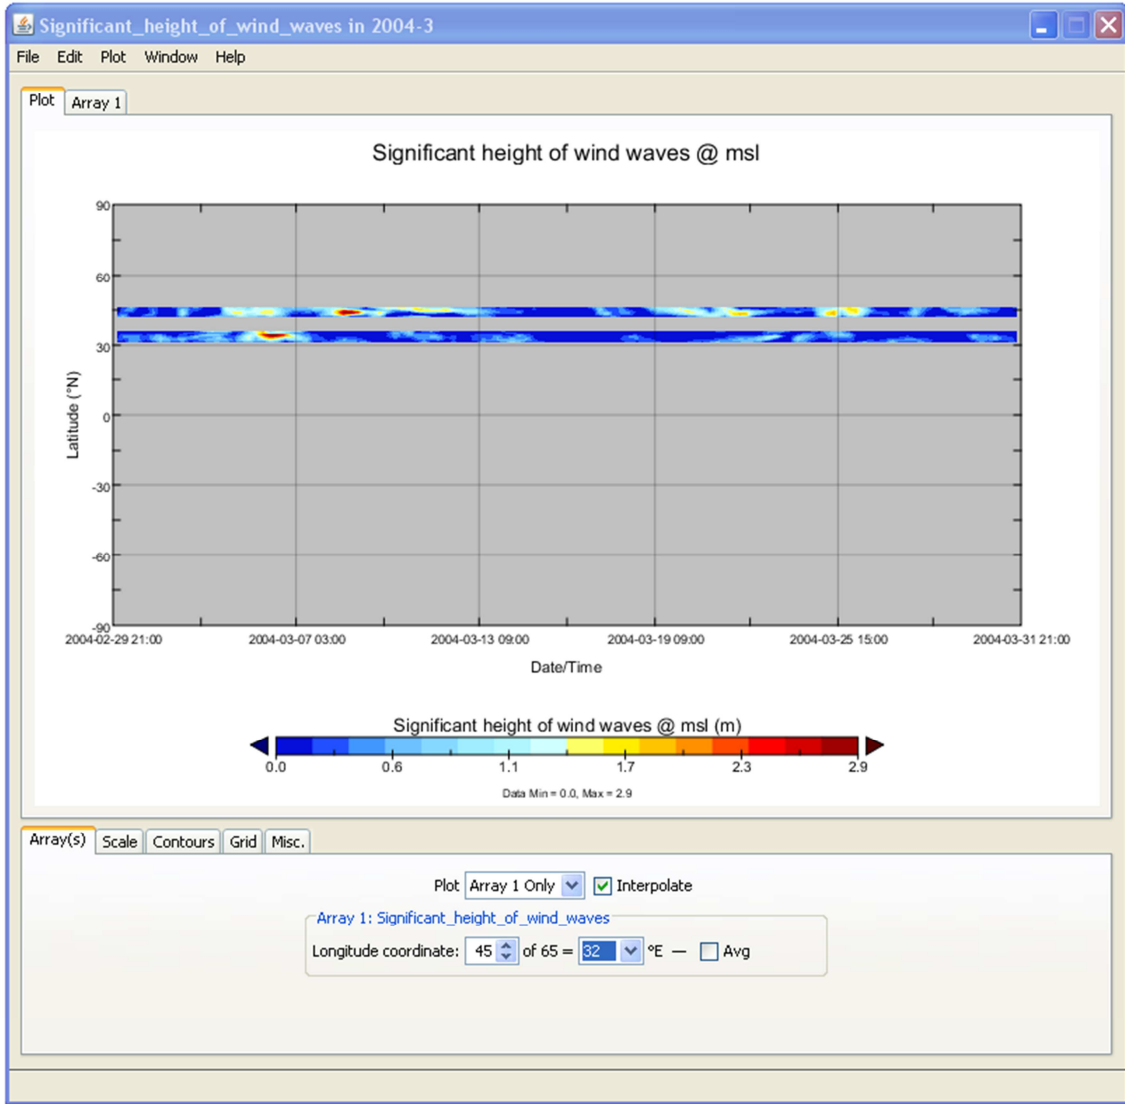 Significant_height_of_wind_waves in 2004-3
File Edit Plot Window Help
Plot Array 1
Significant height of wind waves @ msl
90
60
30
0
-30
-60
-90
Latitude (°N)
2004-02-29 21:00 2004-03-07 03:00 2004-03-13 09:00 2004-03-19 09:00 2004-03-25 15:00 2004-03-31 21:00
Date/Time
Significant height of wind waves @ msl (m)
0.0 0.6 1.1 1.7 2.3 2.9
Data Min = 0.0, Max = 2.9
Array(s) Scale Contours Grid Misc.
Plot Array 1 Only Interpolate
Array 1: Significant_height_of_wind_waves
Longitude coordinate: 45 of 65 = 32 °E — Avg